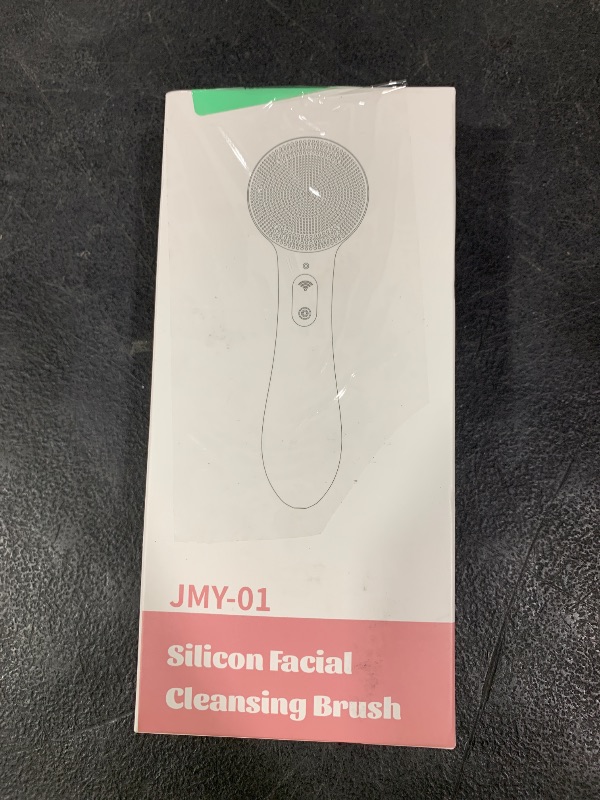 JMY-01
Silicon Facial
Cleansing Brush